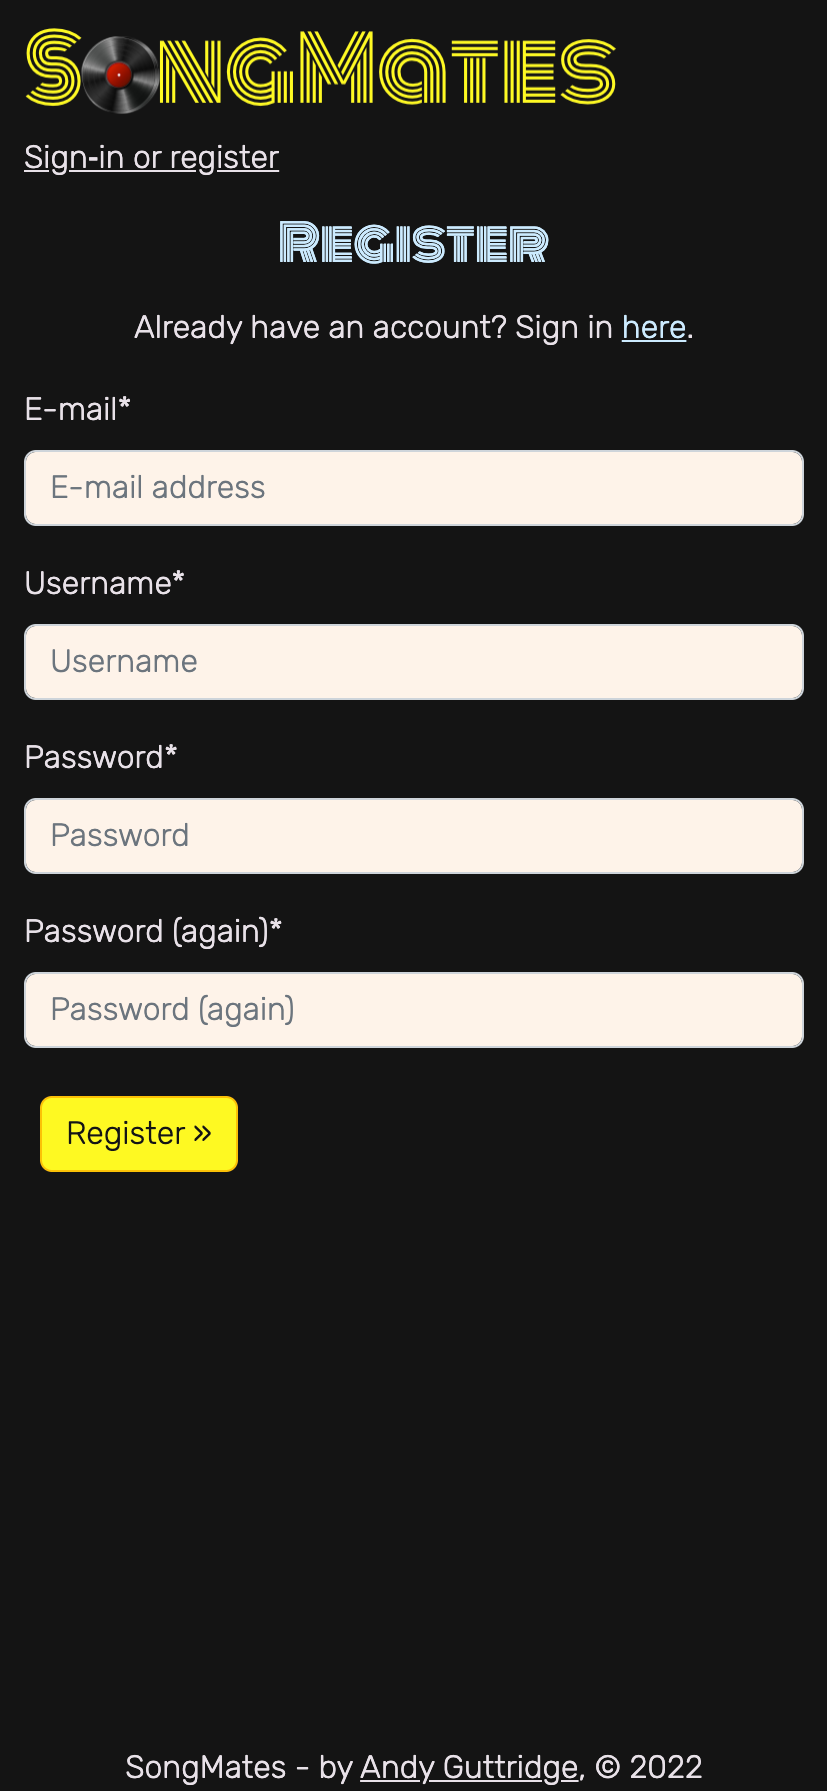 SongMates
Sign-in or register
Register
Already have an account? Sign in here.
E-mail*
E-mail address
Username*
Username
Password*
Password
Password (again)*
Password (again)
Register »
SongMates - by Andy Guttridge, © 2022